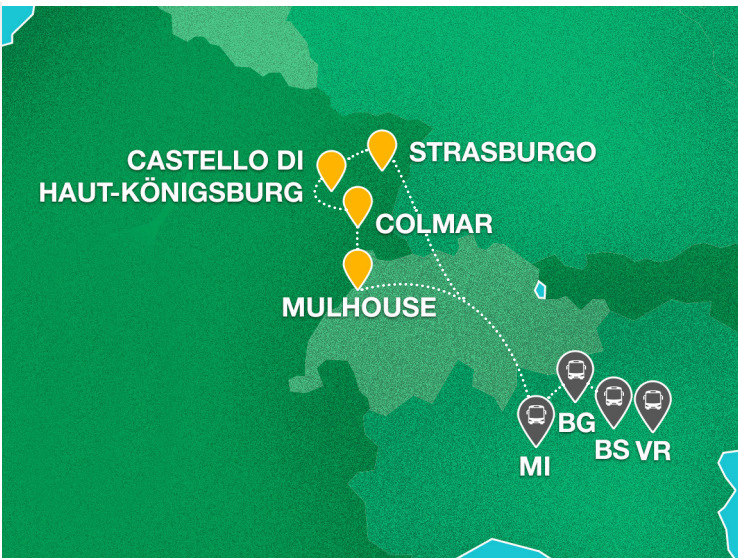 CASTELLO DI
HAUT-KÖNIGSBURG
STRASBURGO
COLMAR
MULHOUSE
MI
BG
BS
VR